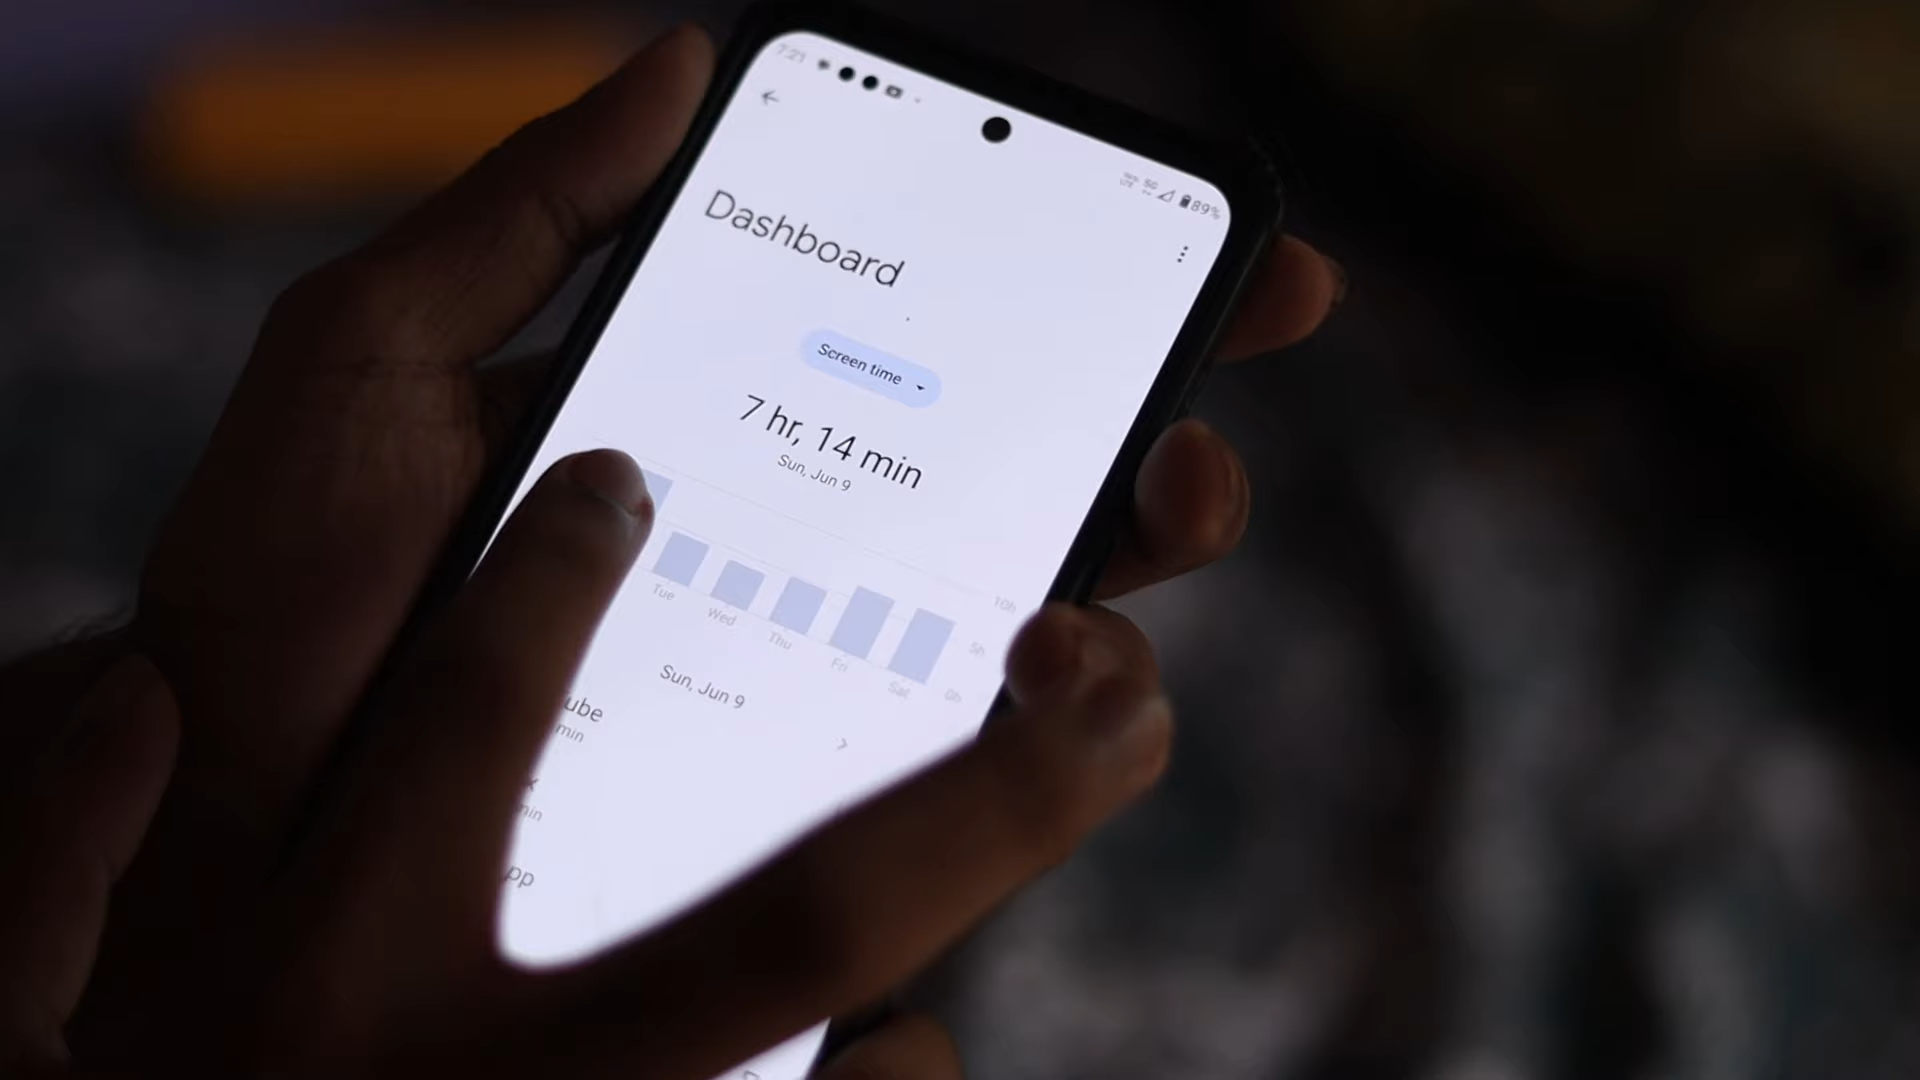 7:21
89%
Dashboard
Screen time
7 hr, 14 min
Sun, Jun 9
10h
5h
0h
Tue Wed Thu Fri Sat
Sun, Jun 9
ube
min
k
min
pp